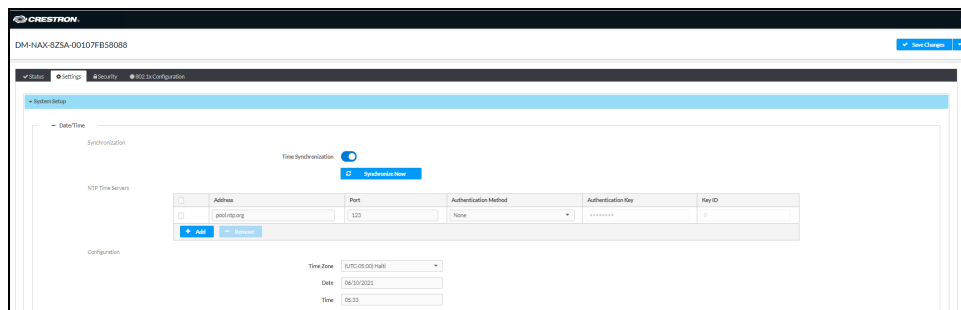 CRESTRON
DM-NAX-8ZSA-00107FB58088
Save Changes
Status Settings Security 802.1x Configuration
System Setup
Date/Time
Synchronization
Time Synchronization
Synchronize Now
NTP Time Servers
Address Port Authentication Method Authentication Key Key ID
pool.ntp.org 123 None ******** 0
+ Add − Remove
Configuration
Time Zone (UTC-05:00) Haiti
Date 06/10/2021
Time 05:33